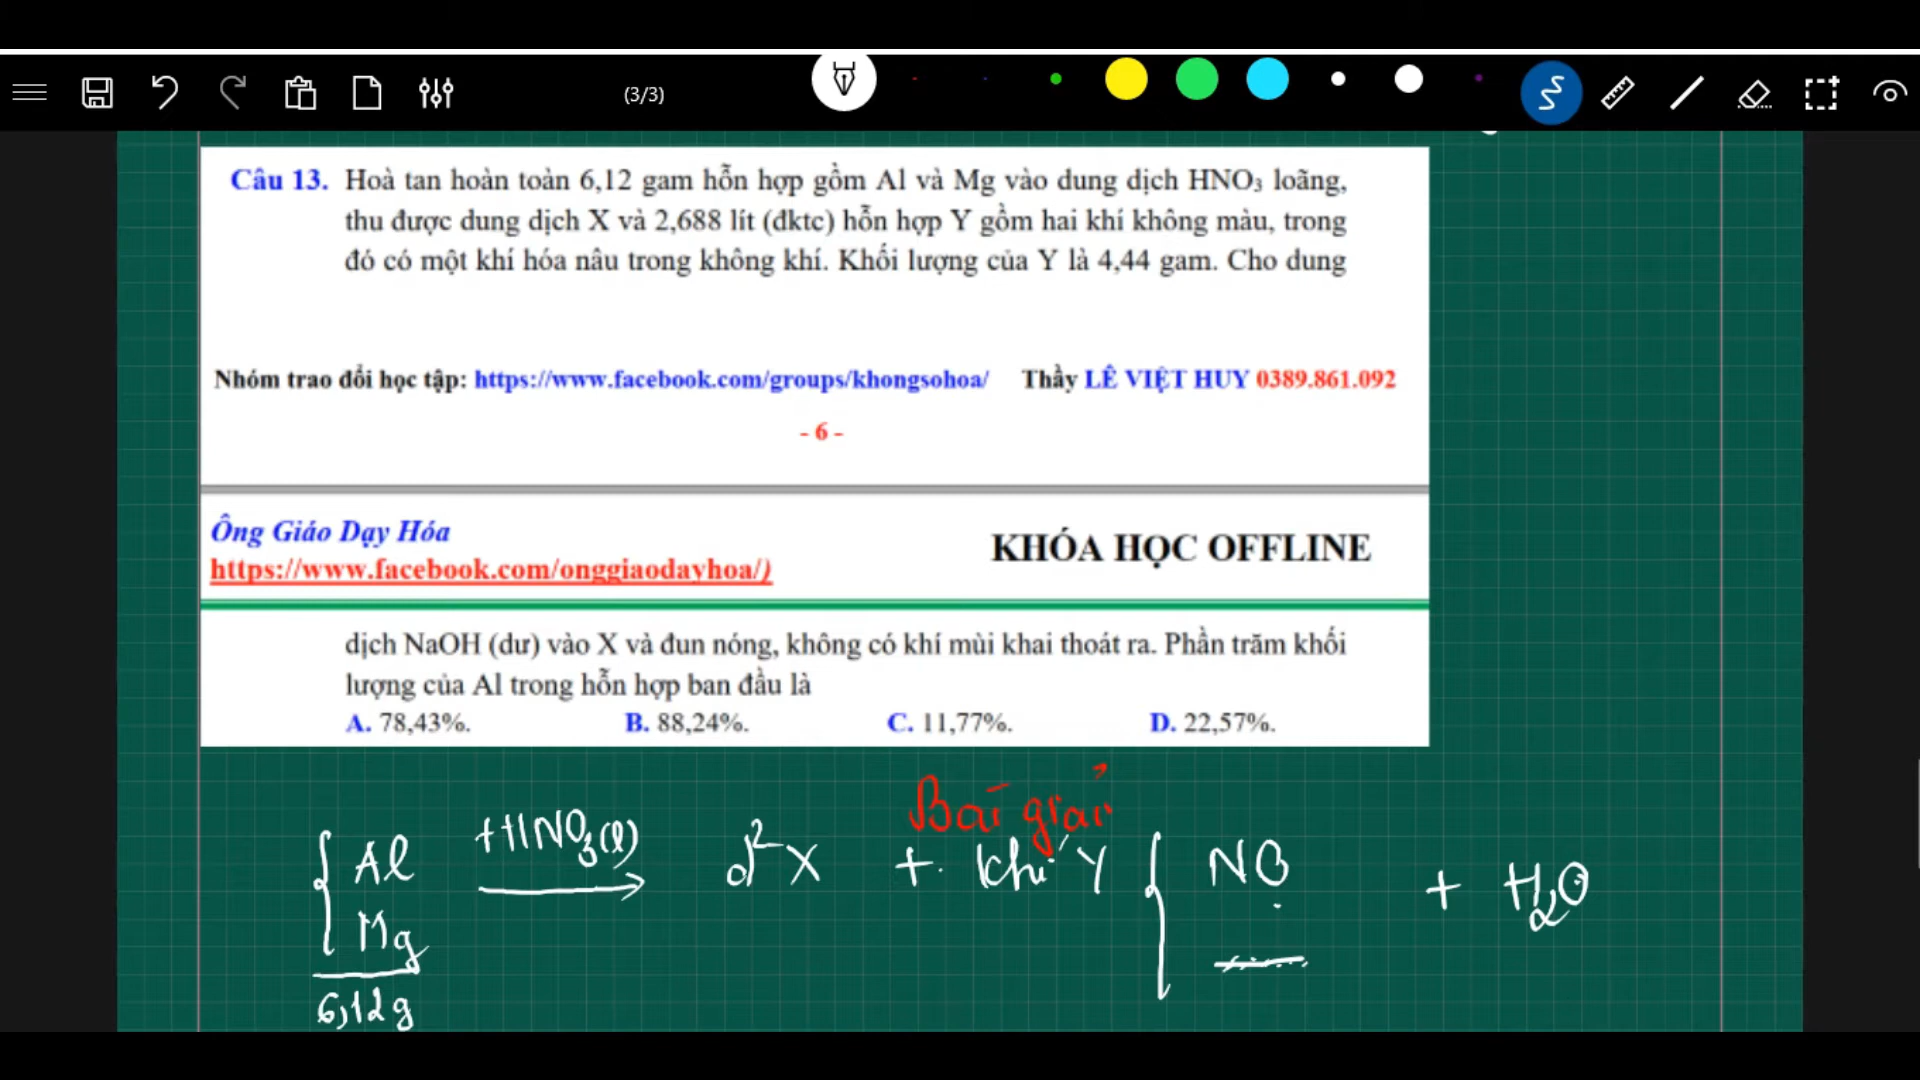 (3/3)
Câu 13. Hoà tan hoàn toàn 6,12 gam hỗn hợp gồm Al và Mg vào dung dịch HNO₃ loãng,
thu được dung dịch X và 2,688 lít (đktc) hỗn hợp Y gồm hai khí không màu, trong
đó có một khí hóa nâu trong không khí. Khối lượng của Y là 4,44 gam. Cho dung
Nhóm trao đổi học tập: https://www.facebook.com/groups/khongsohoa/ Thầy LÊ VIỆT HUY 0389.861.092
- 6 -
Ông Giáo Dạy Hóa
https://www.facebook.com/onggiaodayhoa/)
KHÓA HỌC OFFLINE
dịch NaOH (dư) vào X và đun nóng, không có khí mùi khai thoát ra. Phần trăm khối
lượng của Al trong hỗn hợp ban đầu là
A. 78,43%. B. 88,24%. C. 11,77%. D. 22,57%.
Bài giải
{ Al +HNO₃(l) d² X + khí Y { NO + H₂O
Mg
6,12g